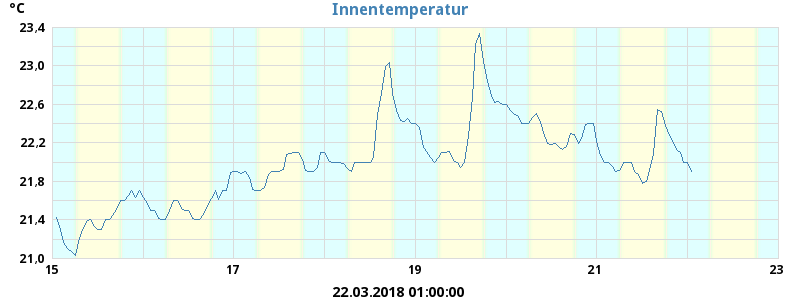 Innentemperatur
°C
23,4
23,0
22,6
22,2
21,8
21,4
21,0
15 17 19 21 23
22.03.2018 01:00:00